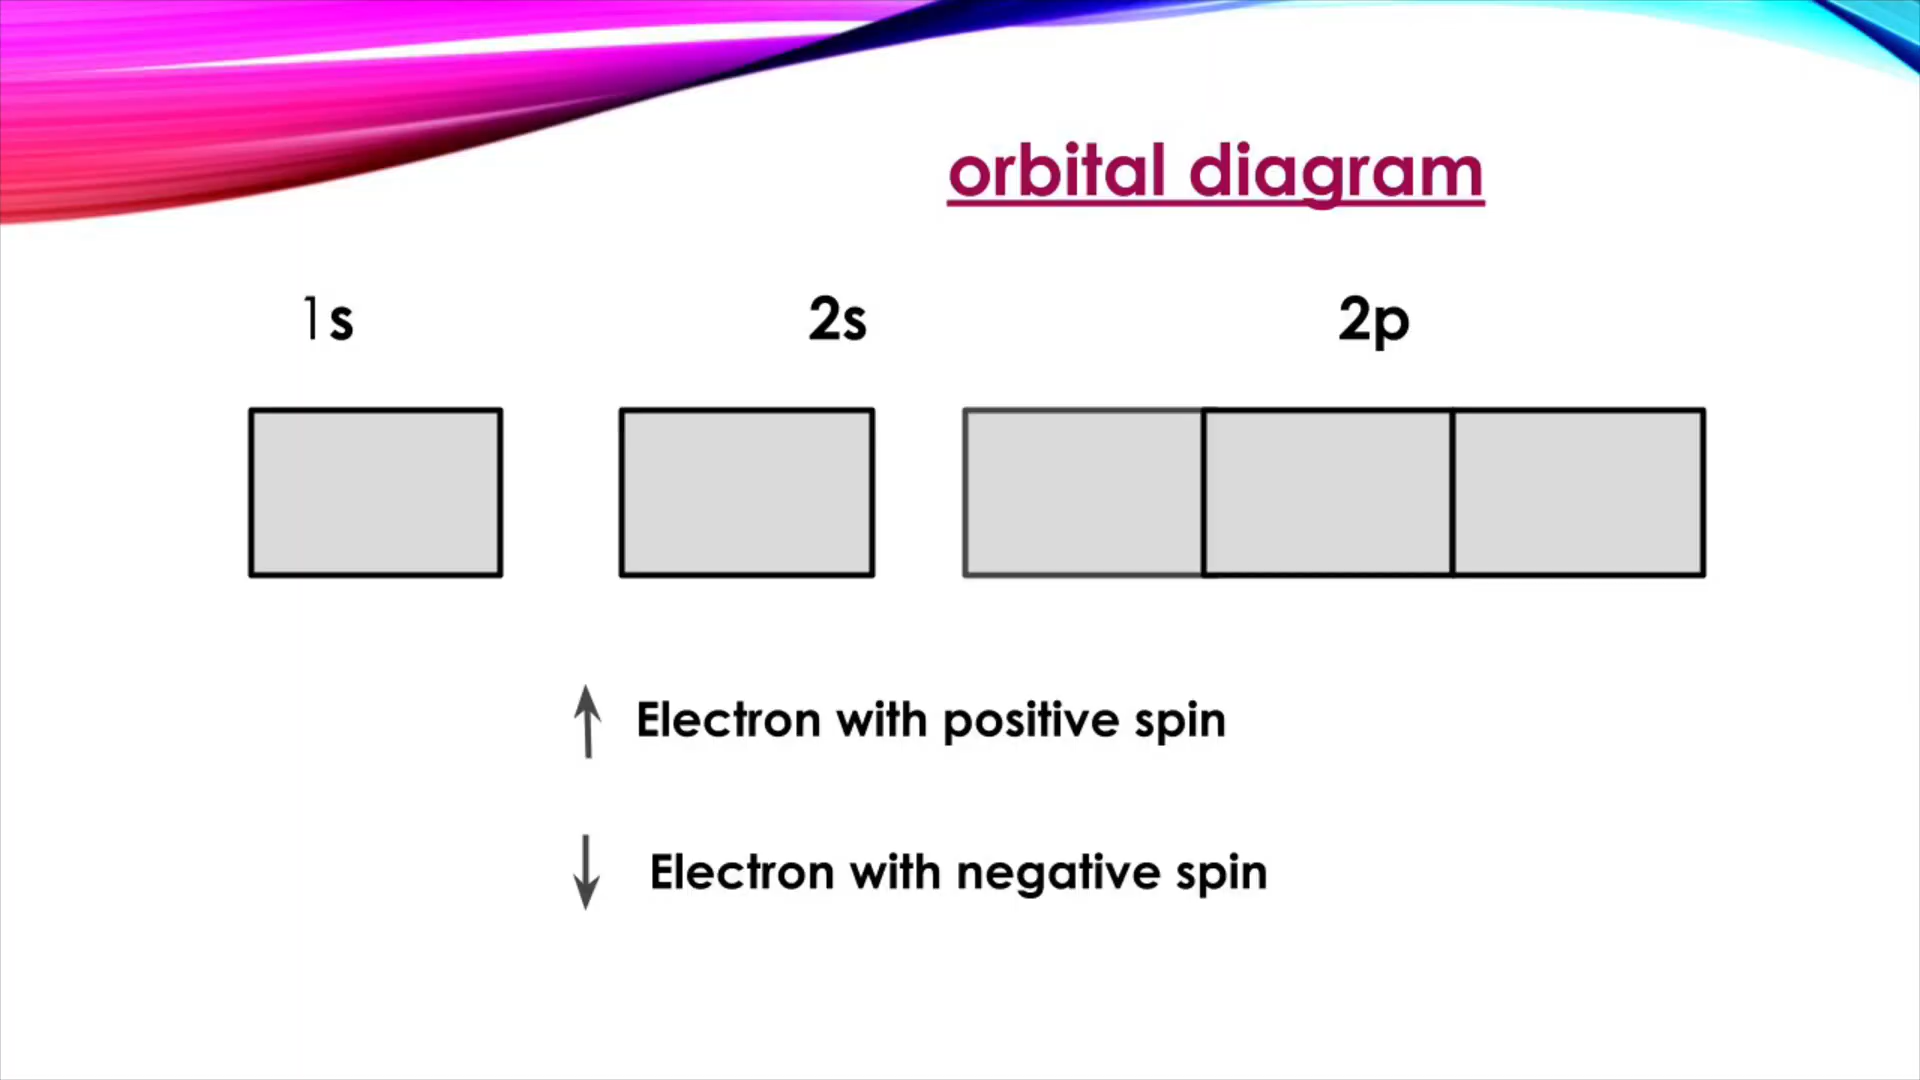 orbital diagram
1s 2s 2p
Electron with positive spin
Electron with negative spin